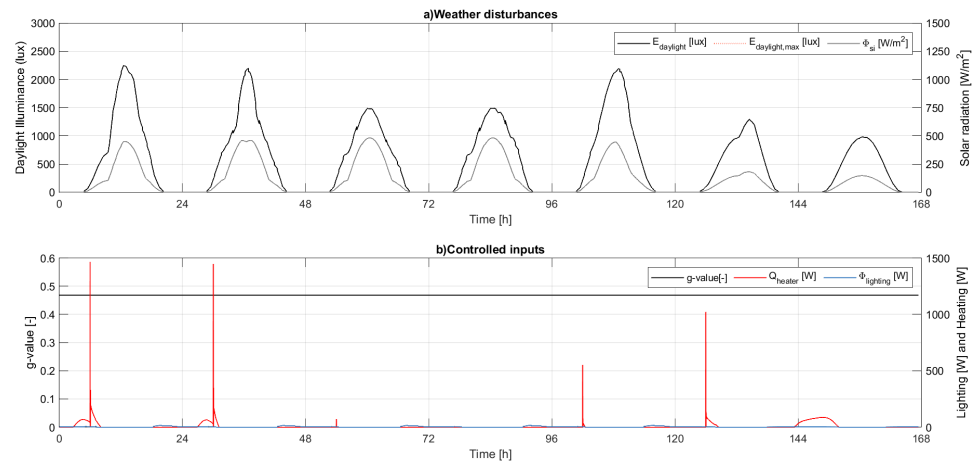 a)Weather disturbances
Daylight Illuminance (lux)
3000
2500
2000
1500
1000
500
0
E_daylight [lux] E_daylight,max [lux] Φ_si [W/m²]
1500
1250
1000
750
500
250
0
Solar radiation [W/m²]
0 24 48 72 96 120 144 168
Time [h]
b)Controlled inputs
g-value [-]
0.6
0.5
0.4
0.3
0.2
0.1
0
g-value[-] Q_heater [W] Φ_lighting [W]
1500
1000
500
0
Lighting [W] and Heating [W]
0 24 48 72 96 120 144 168
Time [h]